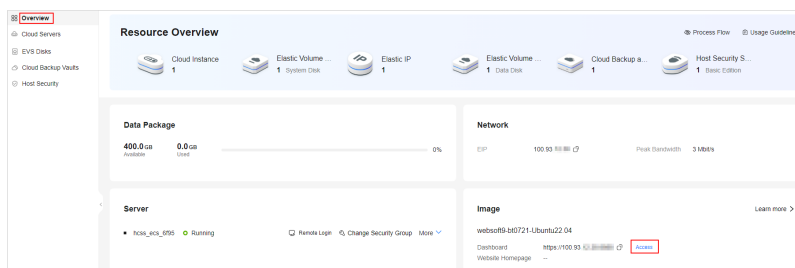 Overview
Cloud Servers
EVS Disks
Cloud Backup Vaults
Host Security
Resource Overview
Process Flow
Usage Guideline
Cloud Instance
1
Elastic Volume ...
1 System Disk
Elastic IP
1
Elastic Volume ...
1 Data Disk
Cloud Backup a...
1
Host Security S...
1 Basic Edition
Data Package
400.0 GB
Available
0.0 GB
Used
0%
Network
EIP 100.93
Peak Bandwidth 3 Mbit/s
Server
hcss_ecs_6f95 Running
Remote Login Change Security Group More
Image
Learn more >
websoft9-bt0721-Ubuntu22.04
Dashboard https://100.93 Access
Website Homepage --